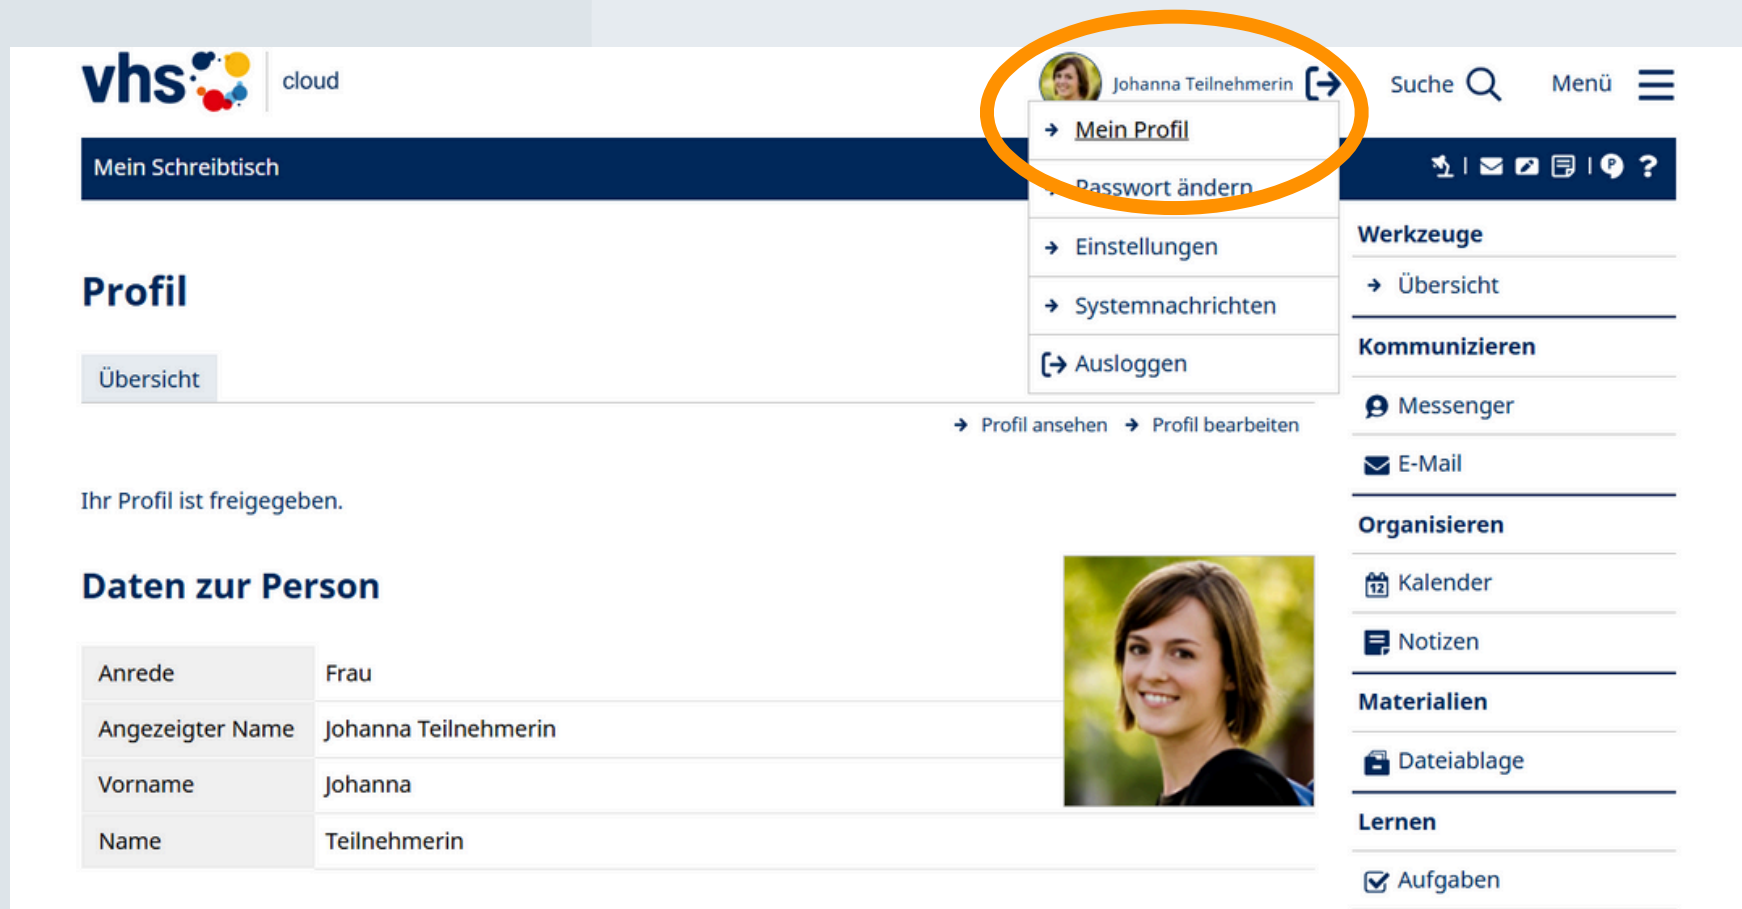 vhs cloud
Johanna Teilnehmerin
Suche
Menü
Mein Profil
Passwort ändern
Einstellungen
Systemnachrichten
Ausloggen
Mein Schreibtisch
Profil
Übersicht
Profil ansehen
Profil bearbeiten
Ihr Profil ist freigegeben.
Daten zur Person
Anrede Frau
Angezeigter Name Johanna Teilnehmerin
Vorname Johanna
Name Teilnehmerin
Werkzeuge
Übersicht
Kommunizieren
Messenger
E-Mail
Organisieren
12 Kalender
Notizen
Materialien
Dateiablage
Lernen
Aufgaben